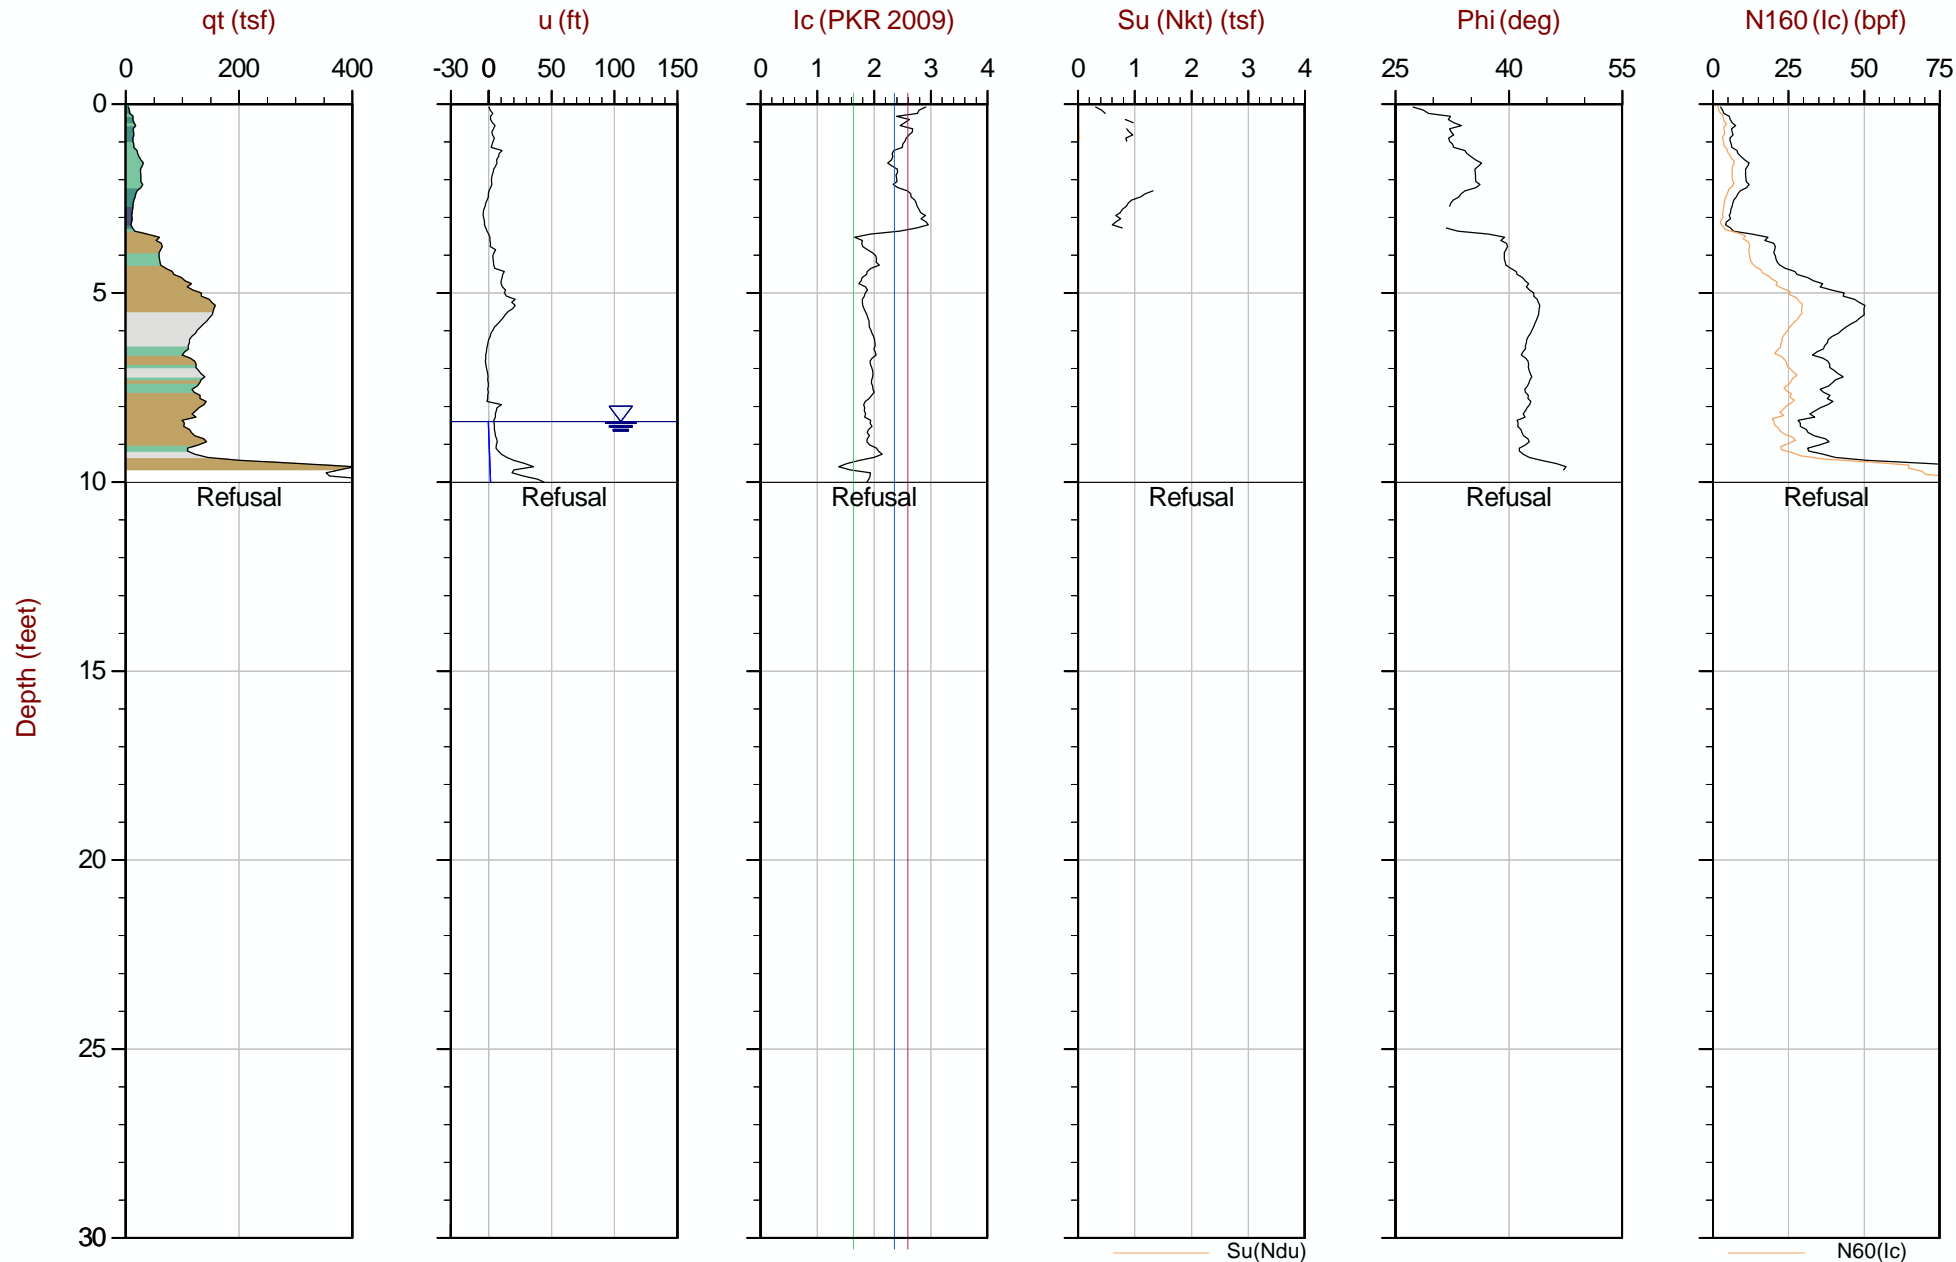 qt (tsf) u (ft) Ic (PKR 2009) Su (Nkt) (tsf) Phi (deg) N160 (Ic) (bpf)
0 200 400 -30 0 50 100 150 0 1 2 3 4 0 1 2 3 4 25 40 55 0 25 50 75
0
5
10
Refusal Refusal Refusal Refusal Refusal Refusal
Depth (feet)
15
20
25
30
Su(Ndu) N60(Ic)